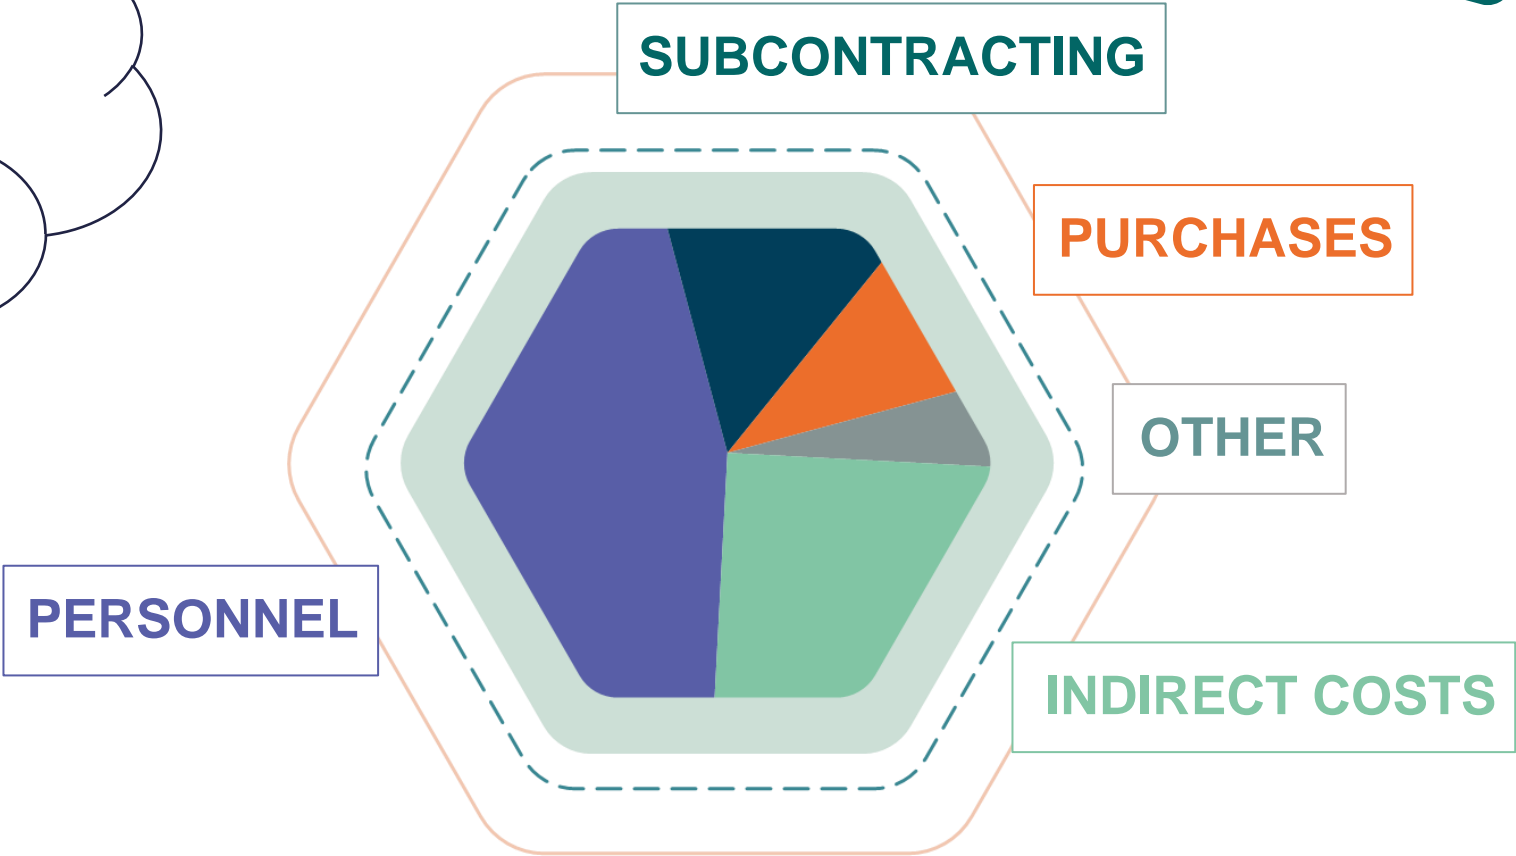 SUBCONTRACTING
PURCHASES
OTHER
PERSONNEL
INDIRECT COSTS